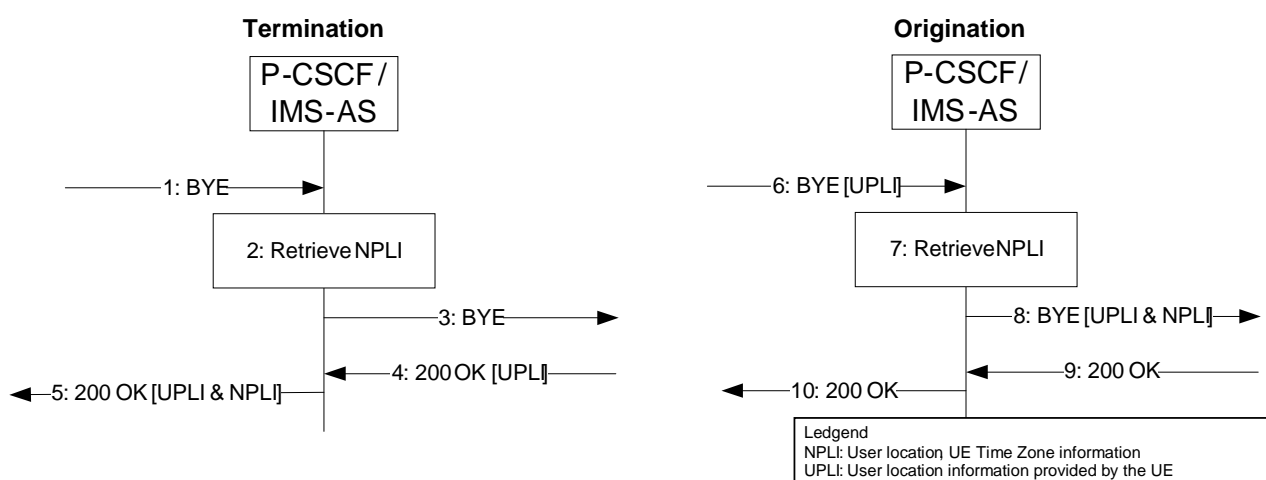 Termination
P-CSCF/
IMS-AS
1: BYE
2: Retrieve NPLI
3: BYE
4: 200 OK [UPLI]
5: 200 OK [UPLI & NPLI]
Origination
P-CSCF/
IMS-AS
6: BYE [UPLI]
7: Retrieve NPLI
8: BYE [UPLI & NPLI]
9: 200 OK
10: 200 OK
Ledgend
NPLI: User location, UE Time Zone information
UPLI: User location information provided by the UE